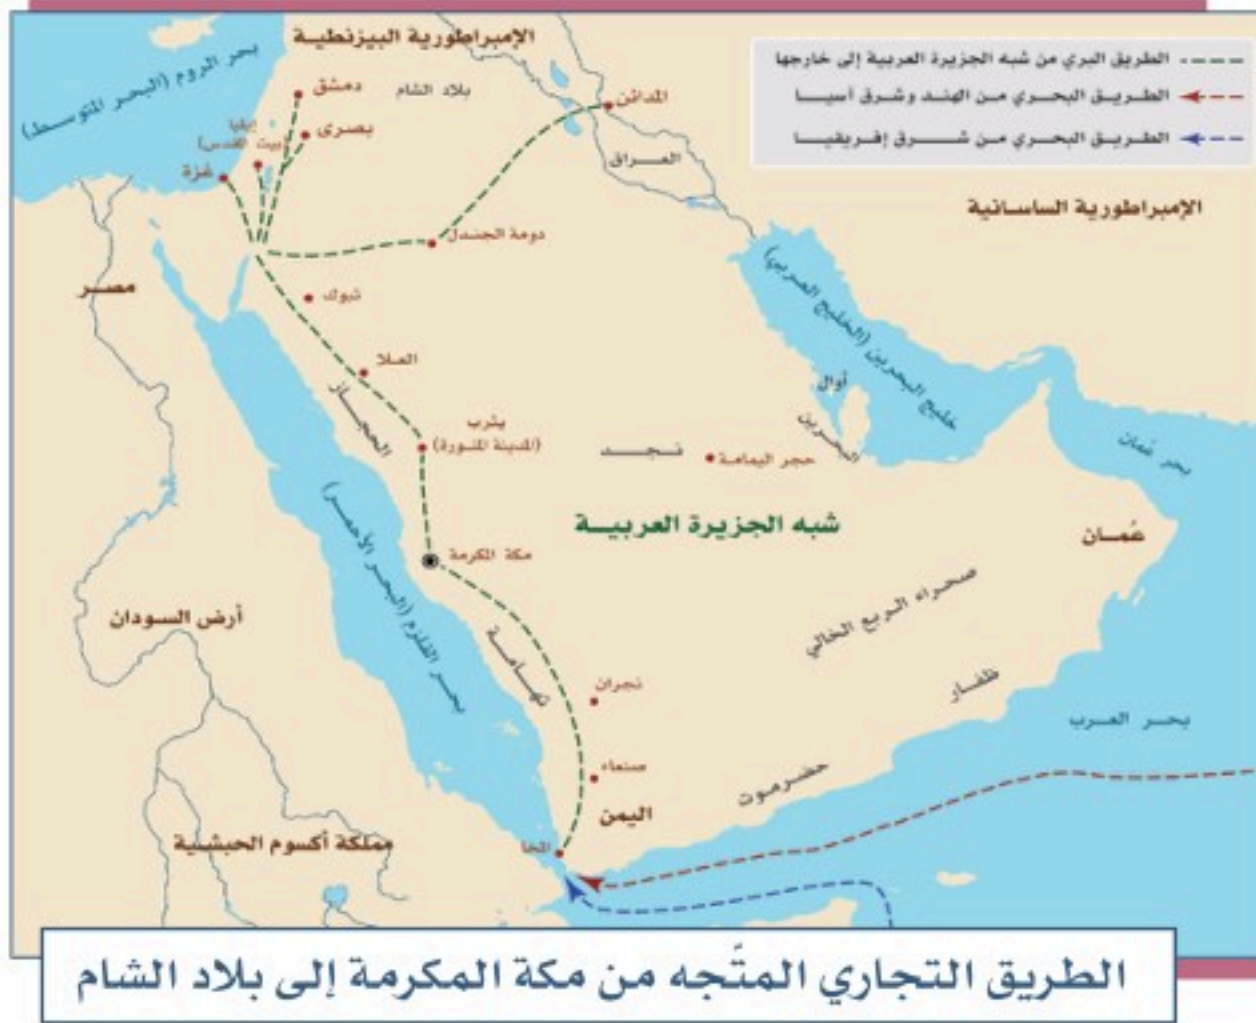 الإمبراطورية البيزنطية
بحر الروم (البحر المتوسط)
الطريق البري من شبه الجزيرة العربية إلى خارجها
الطريق البحري من الهند وشرق آسيا
الطريق البحري من شرق إفريقيا
دمشق
بلاد الشام
المدائن
بصرى
إيليا
(بيت المقدس)
غزة
العراق
الإمبراطورية الساسانية
دومة الجندل
مصر
تبوك
خليج البحرين (الخليج العربي)
العلا
أوال
الحجاز
يثرب
(المدينة المنورة)
البحرين
بحر عُمان
نجد
حجر اليمامة
شبه الجزيرة العربية
عُمان
مكة المكرمة
بحر القلزم (البحر الأحمر)
صحراء الربع الخالي
أرض السودان
تهامة
نجران
ظفار
بحر العرب
صنعاء
حضرموت
اليمن
مملكة أكسوم الحبشية
المخا
الطريق التجاري المتّجه من مكة المكرمة إلى بلاد الشام